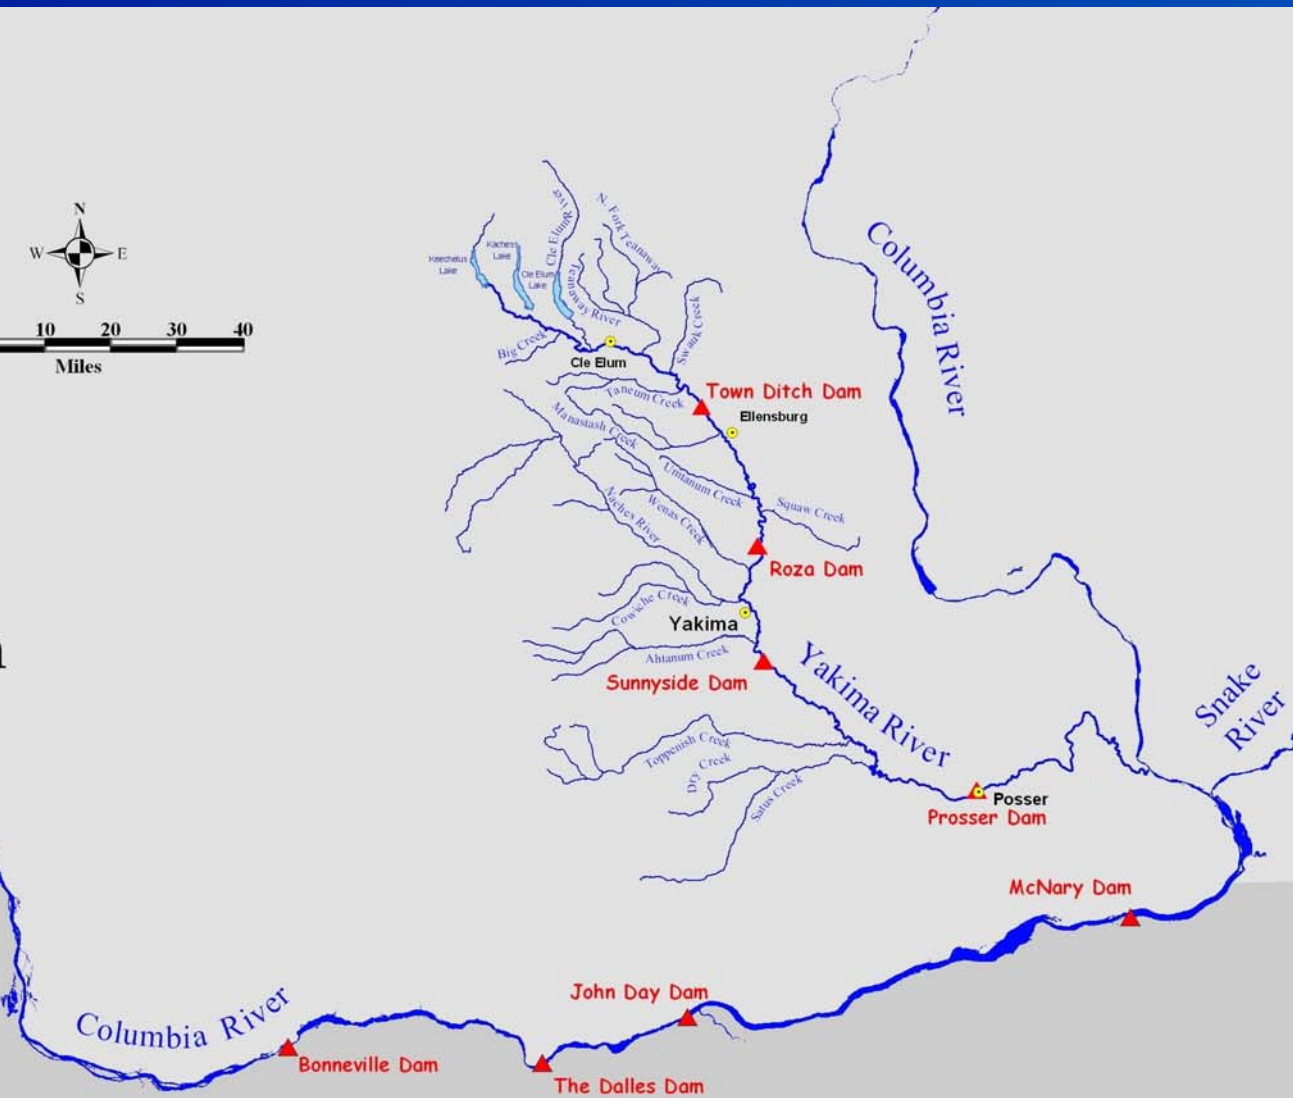 N
W E
S
10 20 30 40
Miles
Keechelus
Lake
Kachess
Lake
Cle Elum
Lake
Cle Elum River
N. Fork Teanaway
Teanaway River
Swauk Creek
Big Creek
Cle Elum
Taneum Creek
Town Ditch Dam
Ellensburg
Manastash Creek
Umtanum Creek
Squaw Creek
Wenas Creek
Naches River
Roza Dam
Cowiche Creek
Yakima
Ahtanum Creek
Sunnyside Dam
Yakima River
Columbia River
Snake
River
Toppenish Creek
Dry Creek
Satus Creek
Posser
Prosser Dam
McNary Dam
John Day Dam
Columbia River
Bonneville Dam
The Dalles Dam